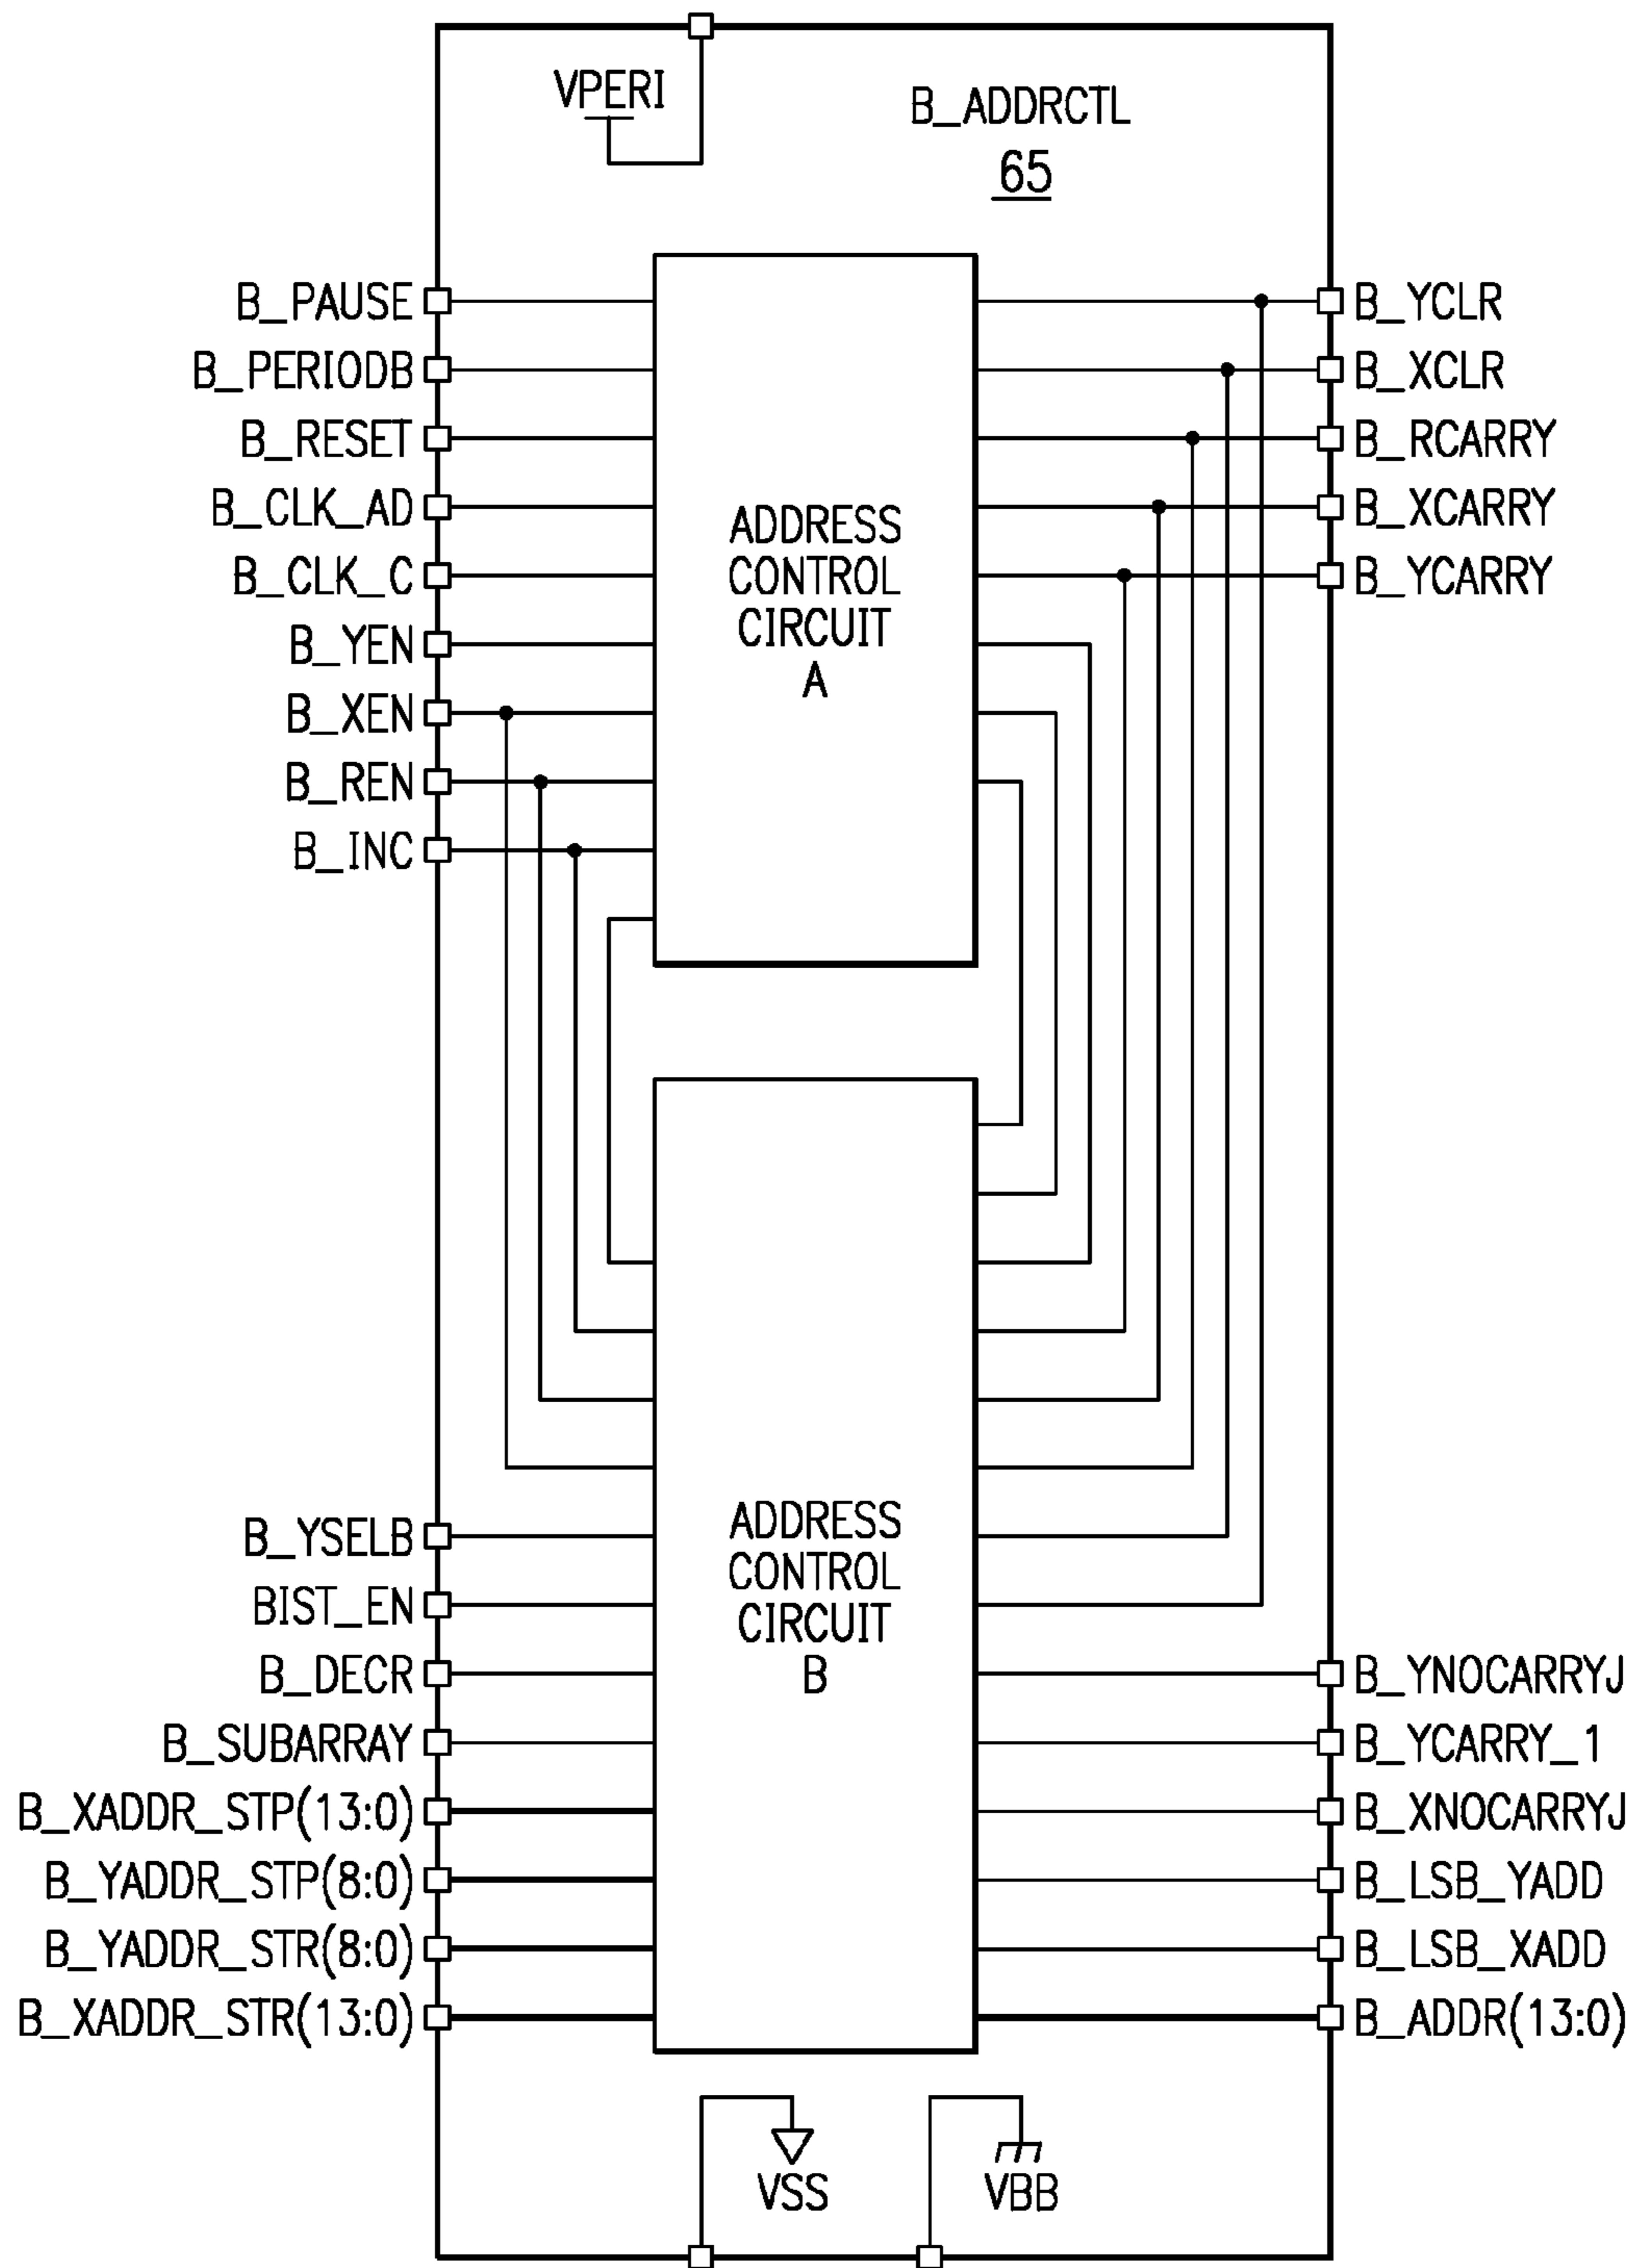 VPERI
B_ADDRCTL
65
B_PAUSE
B_PERIODB
B_RESET
B_CLK_AD
B_CLK_C
B_YEN
B_XEN
B_REN
B_INC
ADDRESS
CONTROL
CIRCUIT
A
B_YCLR
B_XCLR
B_RCARRY
B_XCARRY
B_YCARRY
B_YSELB
BIST_EN
B_DECR
B_SUBARRAY
B_XADDR_STP(13:0)
B_YADDR_STP(8:0)
B_YADDR_STR(8:0)
B_XADDR_STR(13:0)
ADDRESS
CONTROL
CIRCUIT
B
B_YNOCARRYJ
B_YCARRY_1
B_XNOCARRYJ
B_LSB_YADD
B_LSB_XADD
B_ADDR(13:0)
VSS
VBB